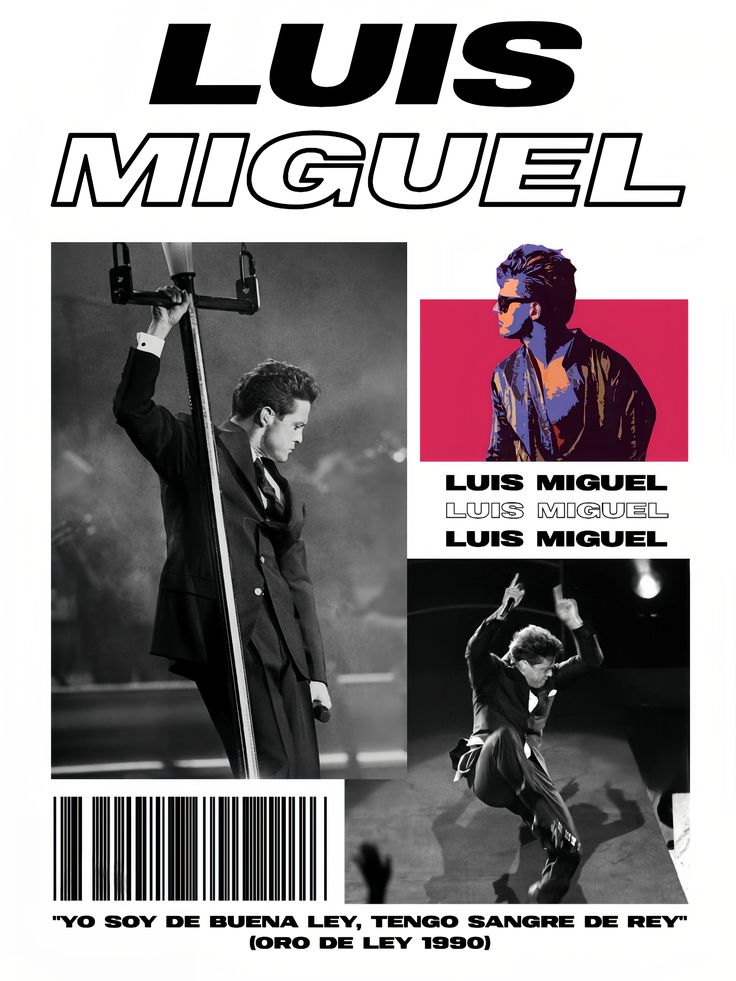 LUIS
MIGUEL
LUIS MIGUEL
LUIS MIGUEL
LUIS MIGUEL
"YO SOY DE BUENA LEY, TENGO SANGRE DE REY"
(ORO DE LEY 1990)